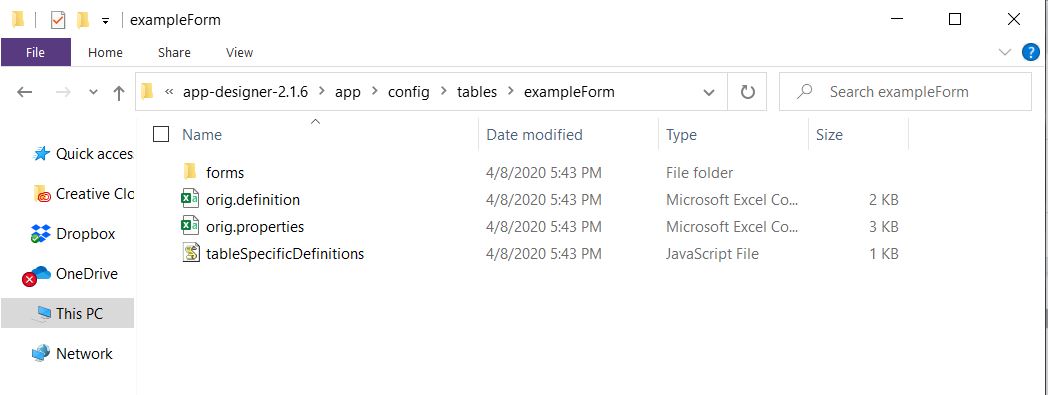 exampleForm
File Home Share View
« app-designer-2.1.6 > app > config > tables > exampleForm Search exampleForm
Name Date modified Type Size
Quick acces
Creative Clo
Dropbox
OneDrive
This PC
Network
forms 4/8/2020 5:43 PM File folder
orig.definition 4/8/2020 5:43 PM Microsoft Excel Co... 2 KB
orig.properties 4/8/2020 5:43 PM Microsoft Excel Co... 3 KB
tableSpecificDefinitions 4/8/2020 5:43 PM JavaScript File 1 KB